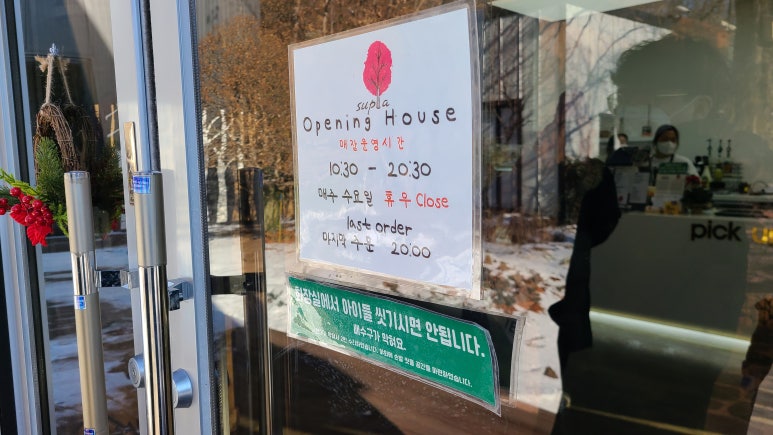 supia
Opening House
매장운영시간
10:30 - 20:30
매주 수요일 휴무 Close
last order
마지막 주문 20:00
화장실에서 아이들 씻기시면 안됩니다.
배수구가 막혀요.
pick